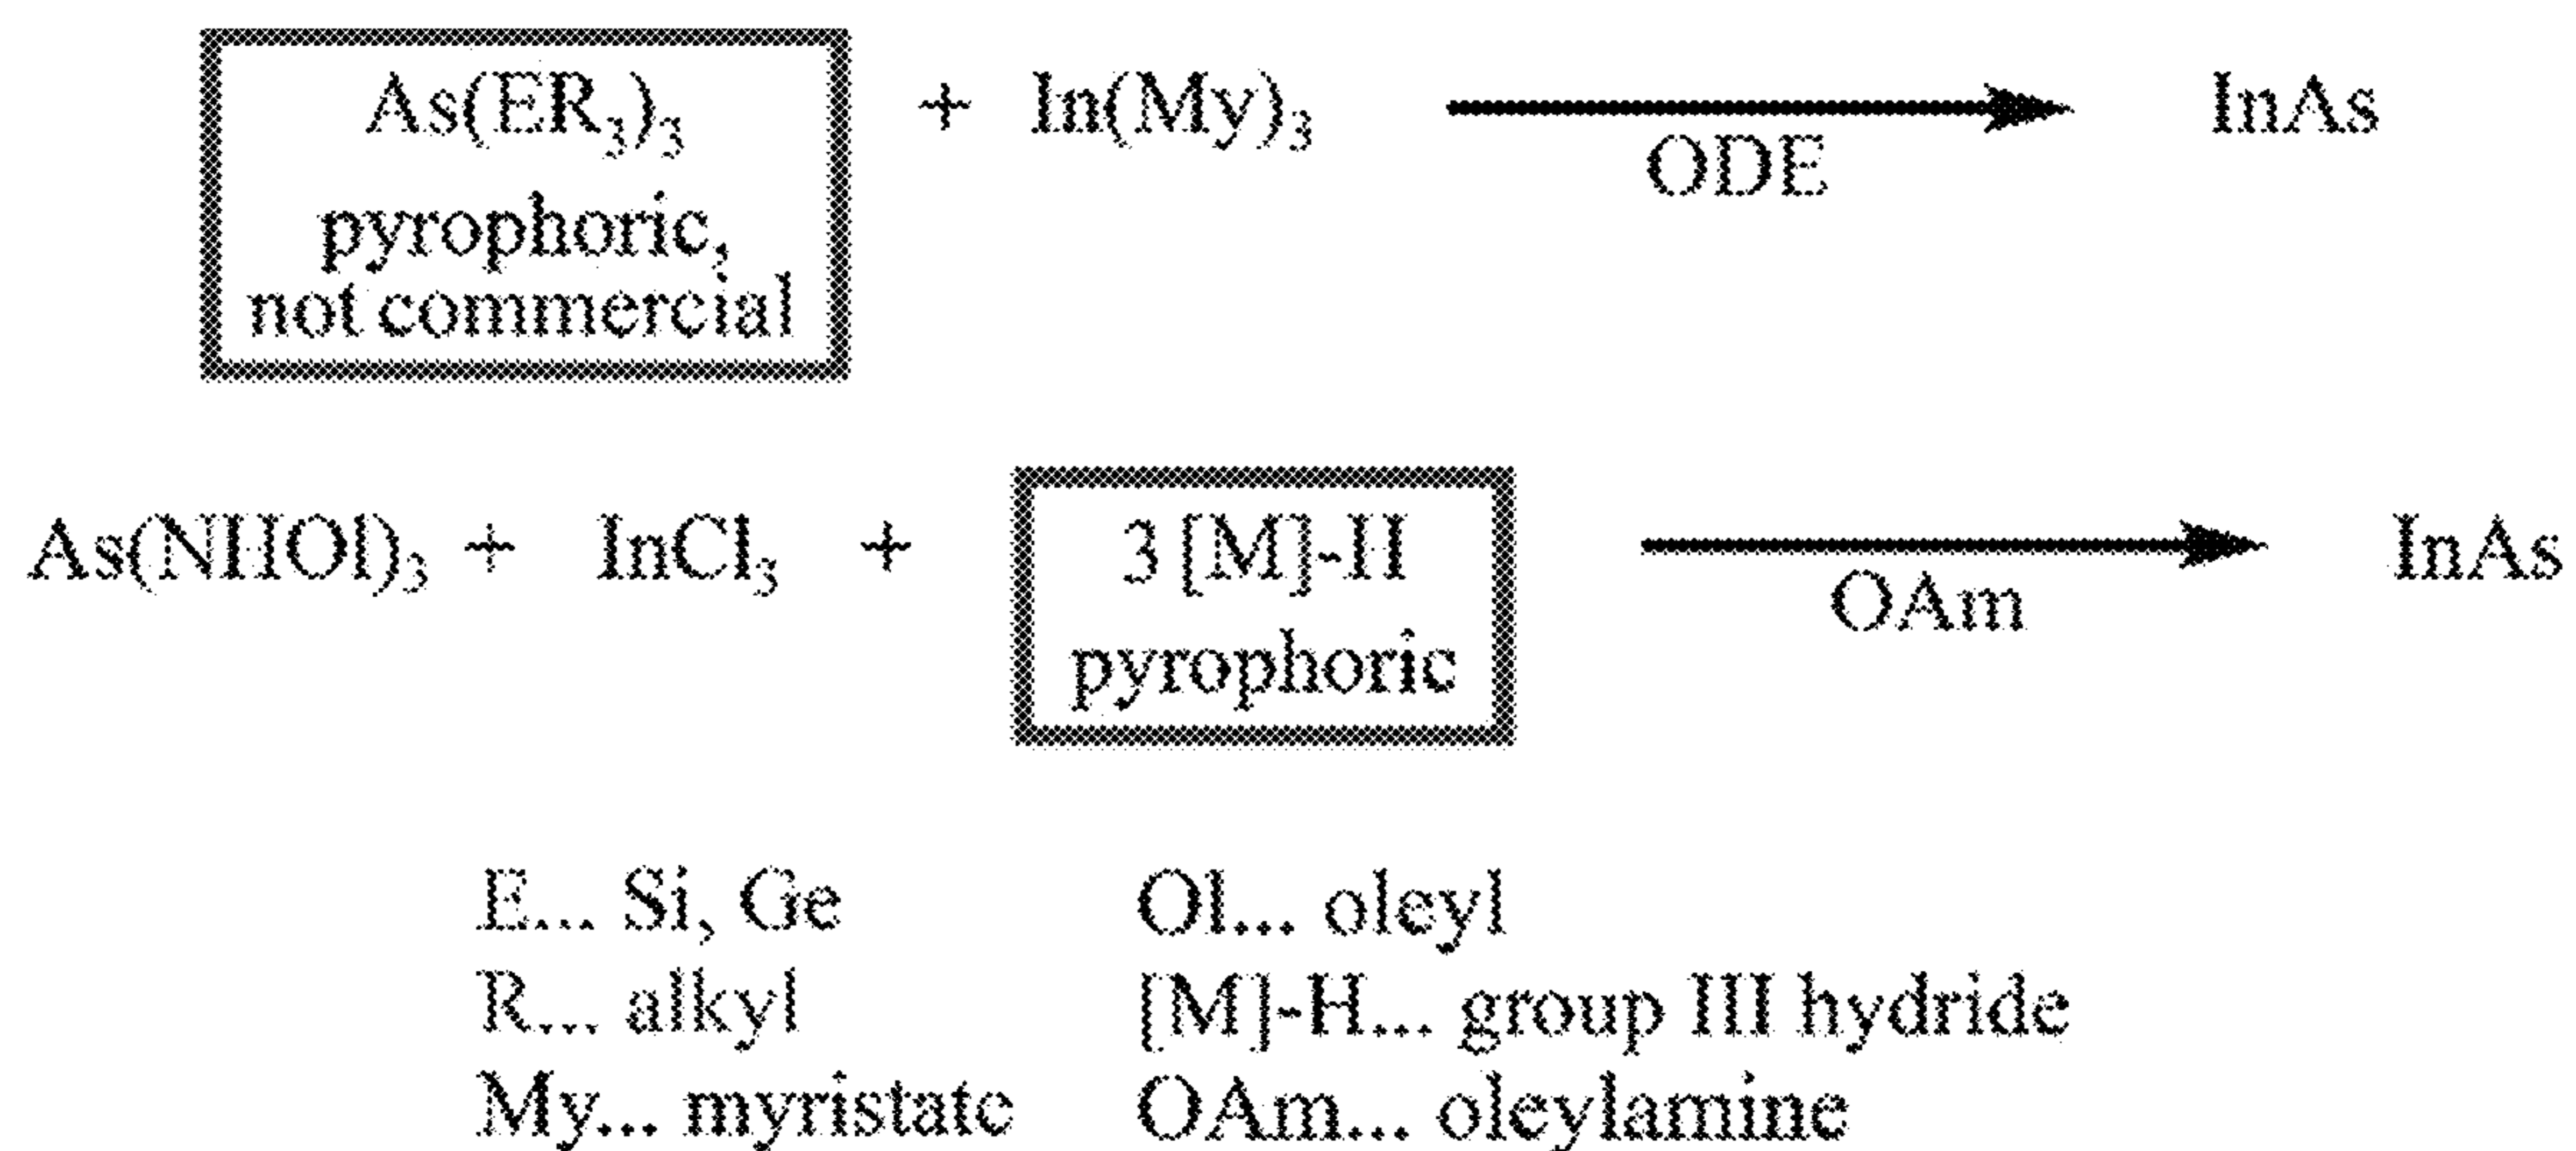 As(ER₃)₃ + In(My)₃ InAs
ODE
pyrophoric,
not commercial
As(NHOl)₃ + InCl₃ + 3 [M]-H InAs
OAm
pyrophoric
E... Si, Ge Ol... oleyl
R... alkyl [M]-H... group III hydride
My... myristate OAm... oleylamine